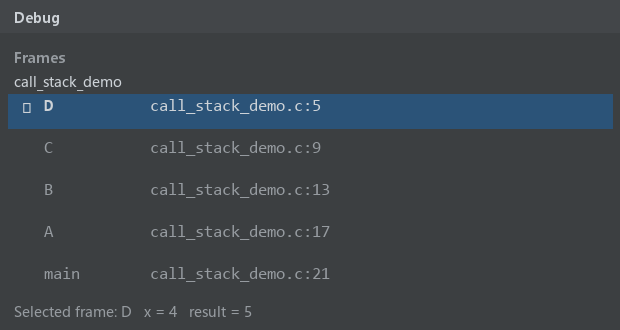 Debug
Frames
call_stack_demo
D call_stack_demo.c:5
C call_stack_demo.c:9
B call_stack_demo.c:13
A call_stack_demo.c:17
main call_stack_demo.c:21
Selected frame: D x = 4 result = 5